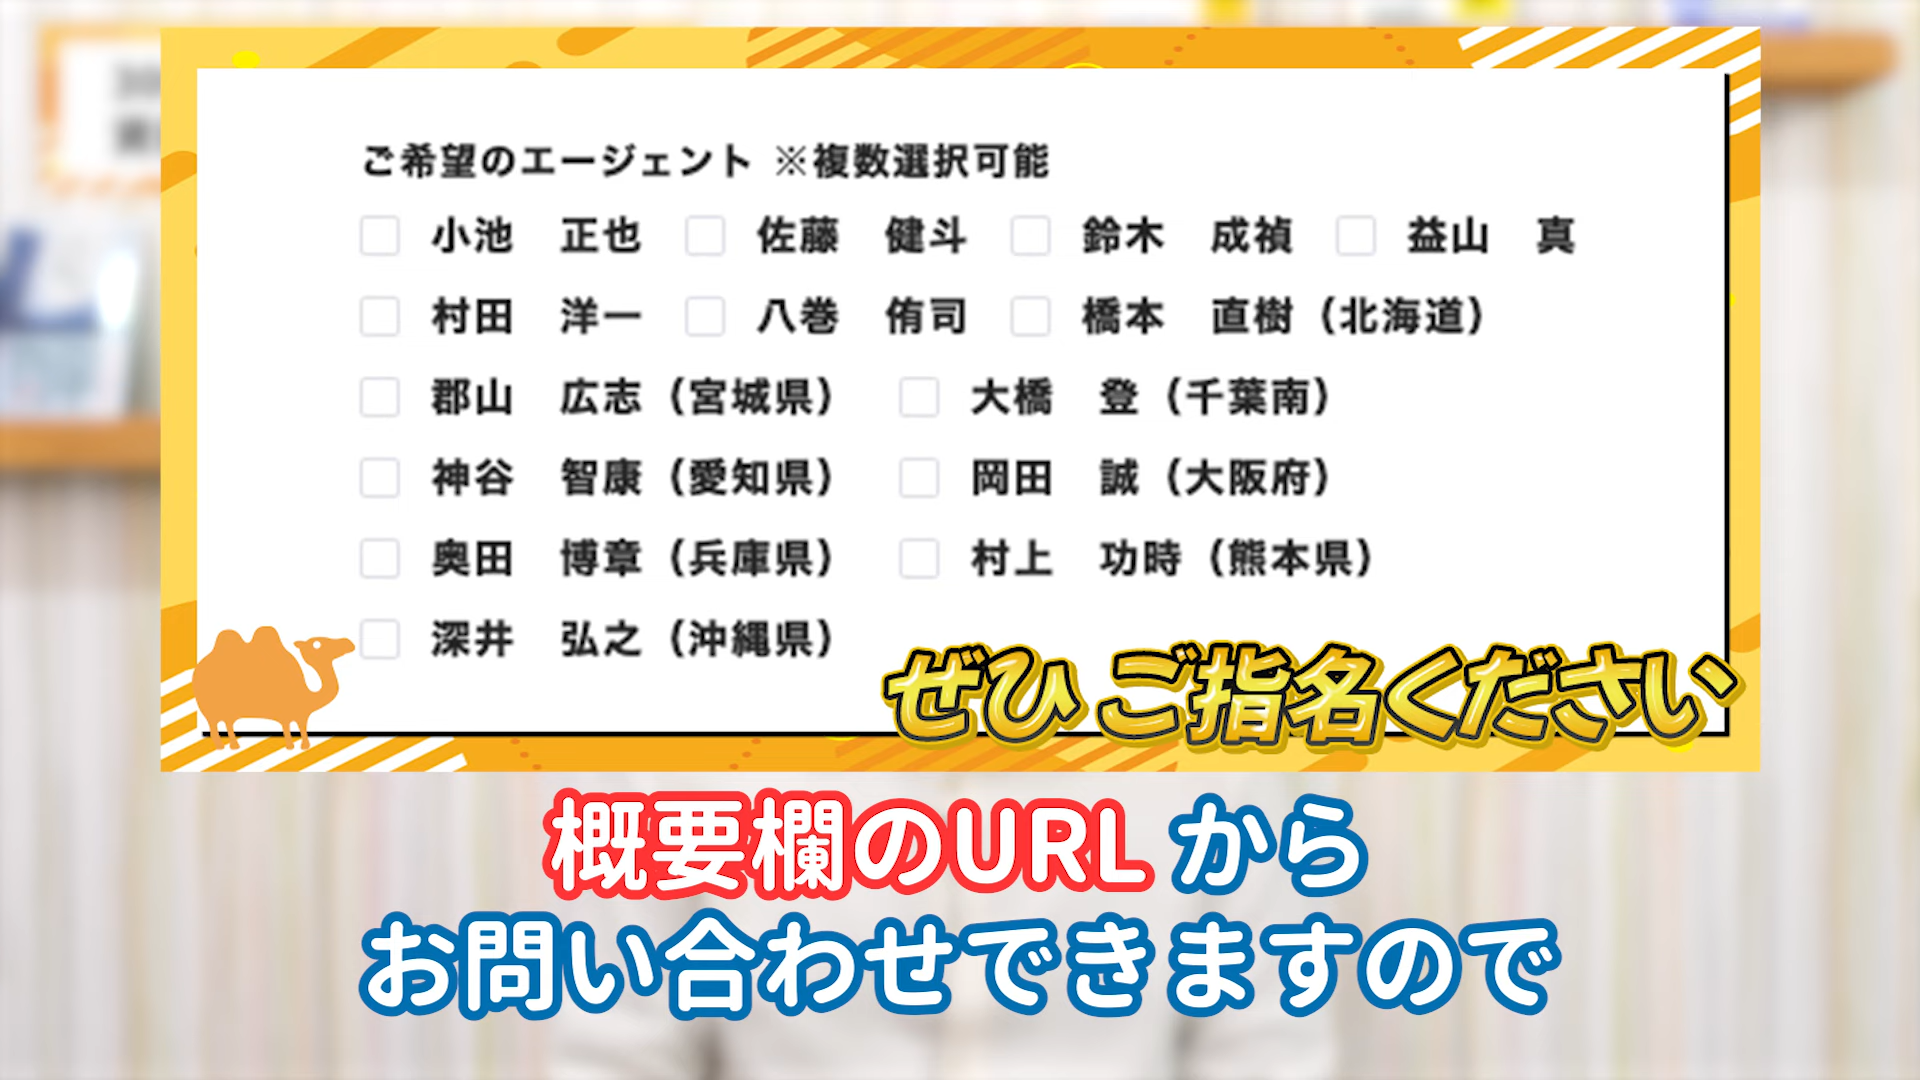 ご希望のエージェント ※複数選択可能
小池 正也 佐藤 健斗 鈴木 成禎 益山 真
村田 洋一 八巻 侑司 橋本 直樹（北海道）
郡山 広志（宮城県） 大橋 登（千葉南）
神谷 智康（愛知県） 岡田 誠（大阪府）
奥田 博章（兵庫県） 村上 功時（熊本県）
深井 弘之（沖縄県）
ぜひ ご指名ください
概要欄のURL から
お問い合わせできますので